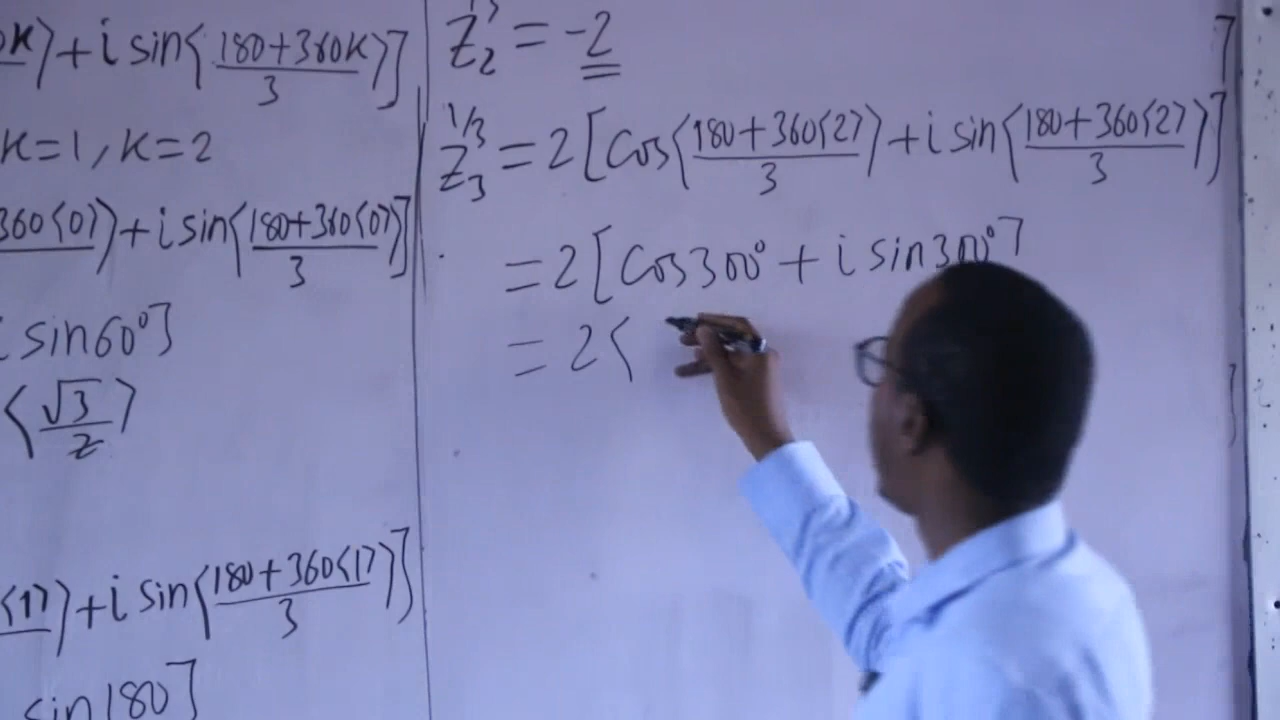 K) + i sin(180+360K / 3)]
K=1, K=2
360(0)) + i sin(180+360(0) / 3)]
sin60°]
(√3 / 2)
(1)) + i sin(180+360(1) / 3)]
sin180]
Z₂^1/3 = -2
Z₃^1/3 = 2[Cos(180+360(2) / 3) + i sin(180+360(2) / 3)]
= 2[Cos300° + i sin300°]
= 2(